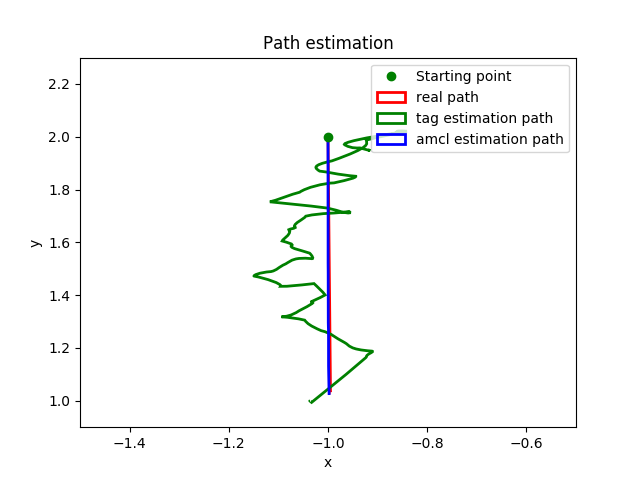 Path estimation
Starting point
real path
tag estimation path
amcl estimation path
2.2
2.0
1.8
1.6
1.4
1.2
1.0
y
−1.4
−1.2
−1.0
−0.8
−0.6
x